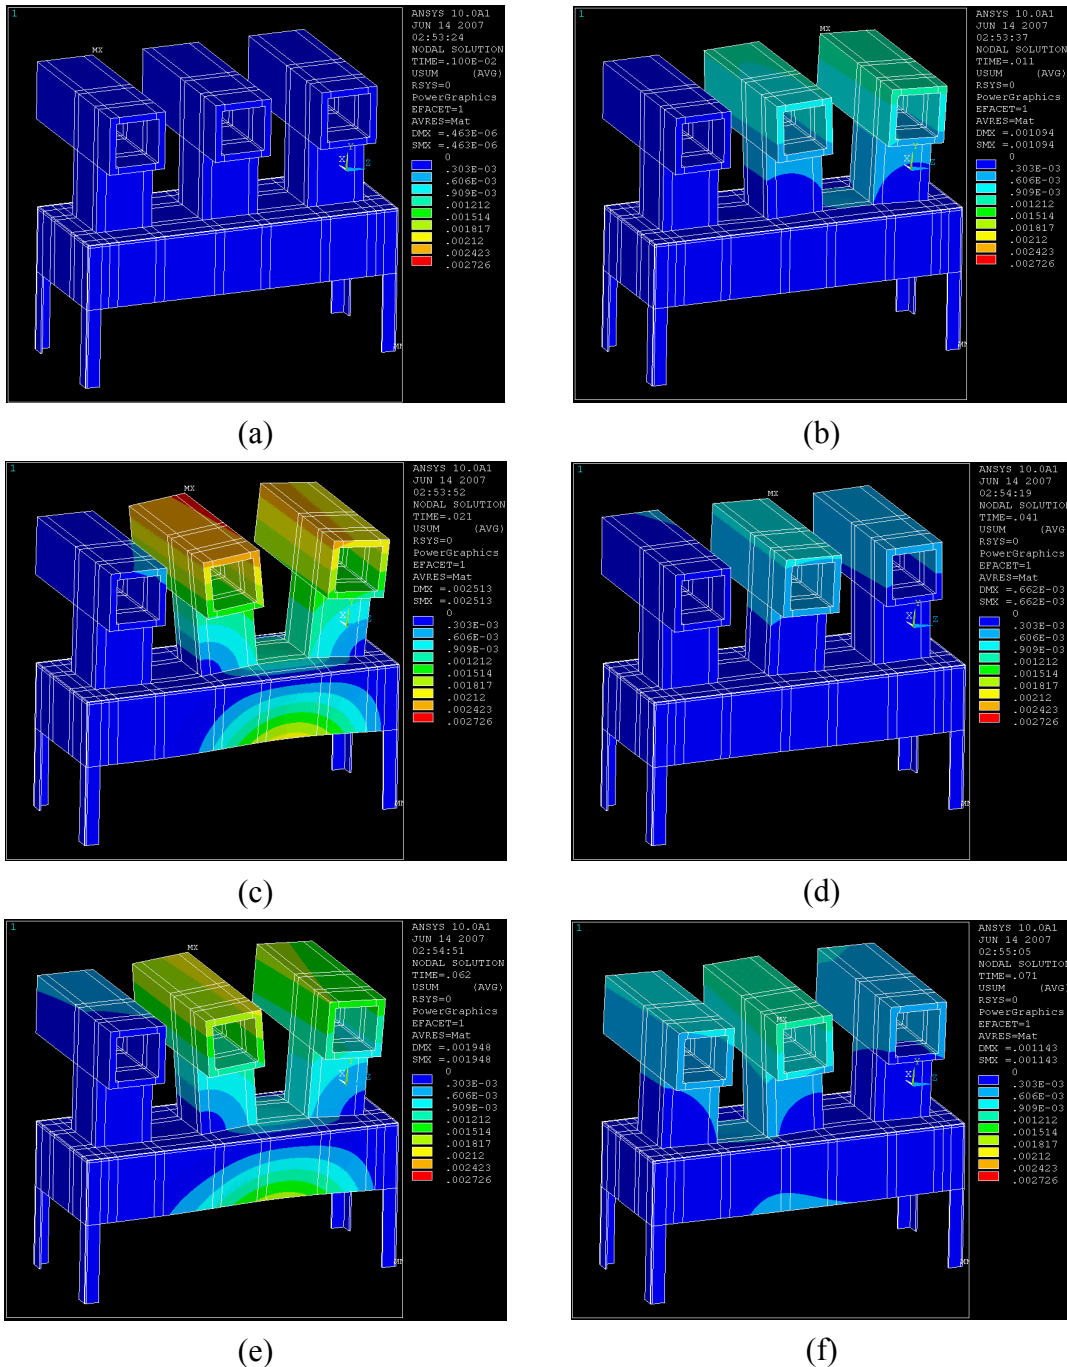 1
ANSYS 10.0A1
JUN 14 2007
02:53:24
NODAL SOLUTION
TIME=.100E-02
USUM (AVG)
RSYS=0
PowerGraphics
EFACET=1
AVRES=Mat
DMX =.463E-06
SMX =.463E-06
0
.303E-03
.606E-03
.909E-03
.001212
.001514
.001817
.00212
.002423
.002726
MX
Y
X
Z
MN
(a)
1
ANSYS 10.0A1
JUN 14 2007
02:53:37
NODAL SOLUTION
TIME=.011
USUM (AVG)
RSYS=0
PowerGraphics
EFACET=1
AVRES=Mat
DMX =.001094
SMX =.001094
0
.303E-03
.606E-03
.909E-03
.001212
.001514
.001817
.00212
.002423
.002726
MX
Y
X
Z
MN
(b)
1
ANSYS 10.0A1
JUN 14 2007
02:53:52
NODAL SOLUTION
TIME=.021
USUM (AVG)
RSYS=0
PowerGraphics
EFACET=1
AVRES=Mat
DMX =.002513
SMX =.002513
0
.303E-03
.606E-03
.909E-03
.001212
.001514
.001817
.00212
.002423
.002726
MX
Y
X
Z
MN
(c)
1
ANSYS 10.0A1
JUN 14 2007
02:54:19
NODAL SOLUTION
TIME=.041
USUM (AVG)
RSYS=0
PowerGraphics
EFACET=1
AVRES=Mat
DMX =.662E-03
SMX =.662E-03
0
.303E-03
.606E-03
.909E-03
.001212
.001514
.001817
.00212
.002423
.002726
MX
Y
X
Z
MN
(d)
1
ANSYS 10.0A1
JUN 14 2007
02:54:51
NODAL SOLUTION
TIME=.062
USUM (AVG)
RSYS=0
PowerGraphics
EFACET=1
AVRES=Mat
DMX =.001948
SMX =.001948
0
.303E-03
.606E-03
.909E-03
.001212
.001514
.001817
.00212
.002423
.002726
MX
Y
X
Z
MN
(e)
1
ANSYS 10.0A1
JUN 14 2007
02:55:05
NODAL SOLUTION
TIME=.071
USUM (AVG)
RSYS=0
PowerGraphics
EFACET=1
AVRES=Mat
DMX =.001143
SMX =.001143
0
.303E-03
.606E-03
.909E-03
.001212
.001514
.001817
.00212
.002423
.002726
MX
Y
X
Z
MN
(f)